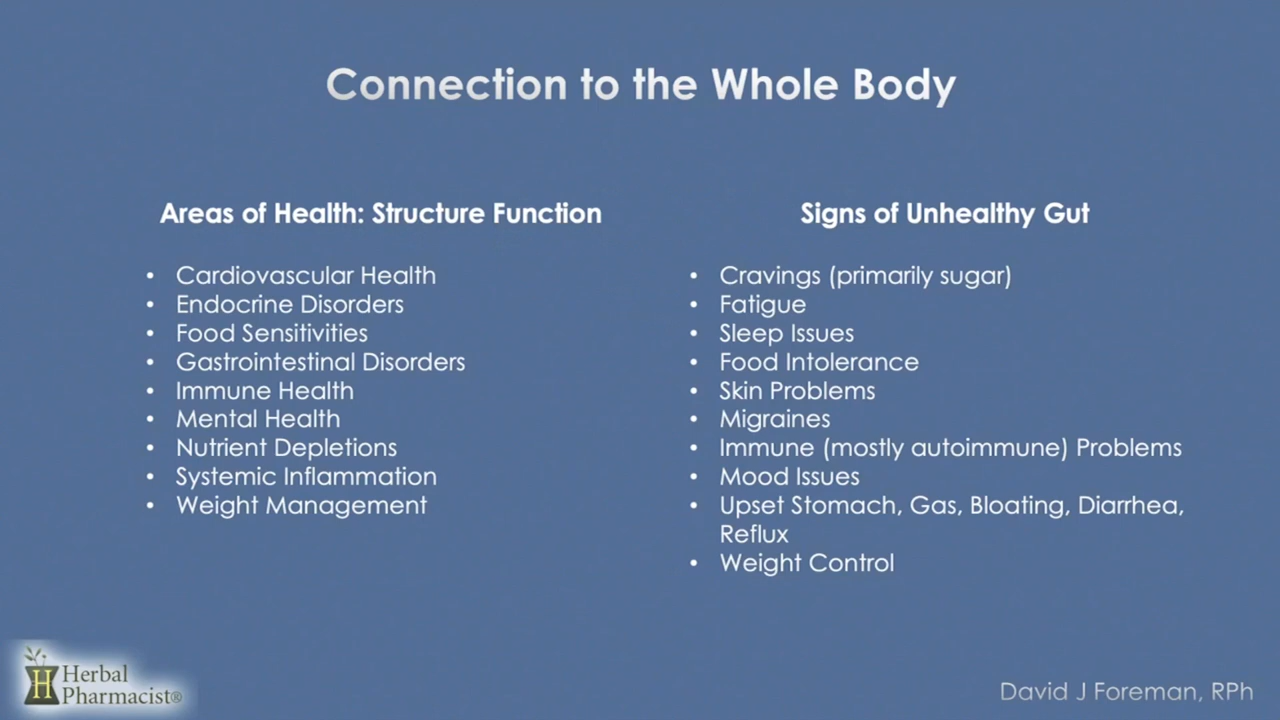 Connection to the Whole Body
Areas of Health: Structure Function
• Cardiovascular Health
• Endocrine Disorders
• Food Sensitivities
• Gastrointestinal Disorders
• Immune Health
• Mental Health
• Nutrient Depletions
• Systemic Inflammation
• Weight Management
Signs of Unhealthy Gut
• Cravings (primarily sugar)
• Fatigue
• Sleep Issues
• Food Intolerance
• Skin Problems
• Migraines
• Immune (mostly autoimmune) Problems
• Mood Issues
• Upset Stomach, Gas, Bloating, Diarrhea,
Reflux
• Weight Control
H
Herbal
Pharmacist®
David J Foreman, RPh